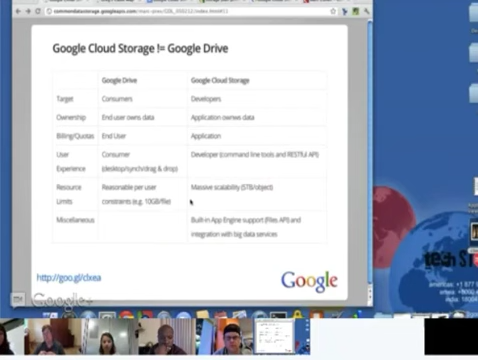 Google Cloud Storage != Google Drive
Google Drive Google Cloud Storage
Target Consumers Developers
Ownership End user owns data Application ownes data
Billing/Quotas End User Application
User Consumer Developer (command line tools and RESTful API)
Experience (desktop/synch/drag & drop)
Resource Reasonable per user Massive scalability (5TB/object)
Limits constraints (e.g. 10GB/file)
Miscellaneous Built-in App Engine support (Files API) and
integration with big data services
http://goo.gl/clxea Google
Google+